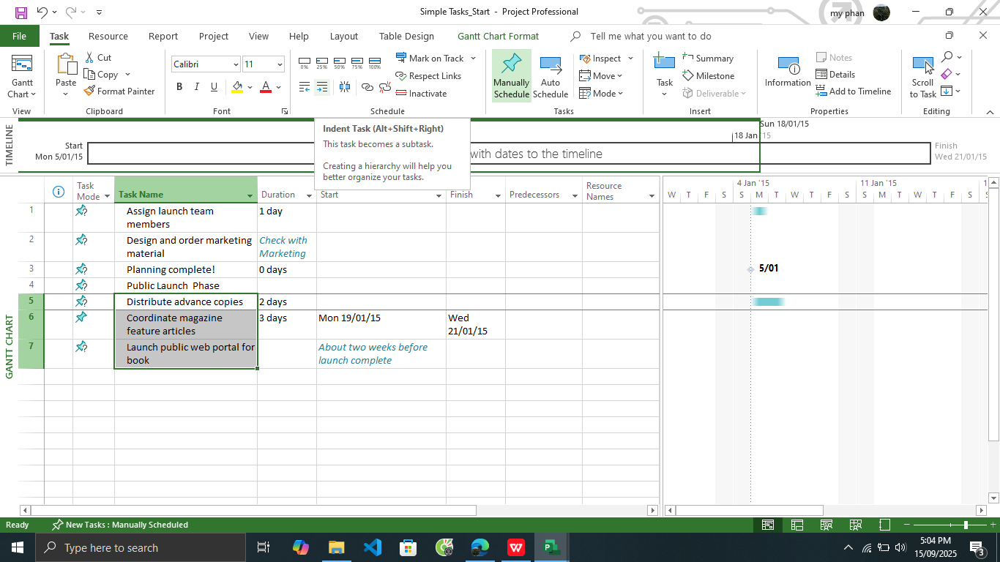 Simple Tasks_Start - Project Professional
my phan
File Task Resource Report Project View Help Layout Table Design Gantt Chart Format Tell me what you want to do
Gantt
Chart
View
Paste
Cut
Copy
Format Painter
Clipboard
Calibri 11
B I U A
Font
0% 25% 50% 75% 100%
Mark on Track
Respect Links
Inactivate
Schedule
Manually
Schedule
Auto
Schedule
Inspect
Move
Mode
Tasks
Task
Summary
Milestone
Deliverable
Insert
Information
Notes
Details
Add to Timeline
Properties
Scroll
to Task
Editing
TIMELINE
Start
Mon 5/01/15
Indent Task (Alt+Shift+Right)
This task becomes a subtask.
Creating a hierarchy will help you
better organize your tasks.
with dates to the timeline
Sun 18/01/15
18 Jan '15
Finish
Wed 21/01/15
GANTT CHART
Task
Mode
Task Name
Duration
Start
Finish
Predecessors
Resource
Names
4 Jan '15 11 Jan '15 1
W T F S S M T W T F S S M T W T F S S
1 Assign launch team
members
1 day
2 Design and order marketing
material
Check with
Marketing
3 Planning complete! 0 days
5/01
4 Public Launch Phase
5 Distribute advance copies 2 days
6 Coordinate magazine
feature articles
3 days Mon 19/01/15 Wed
21/01/15
7 Launch public web portal for
book
About two weeks before
launch complete
Ready New Tasks : Manually Scheduled
Type here to search
5:04 PM
15/09/2025
3